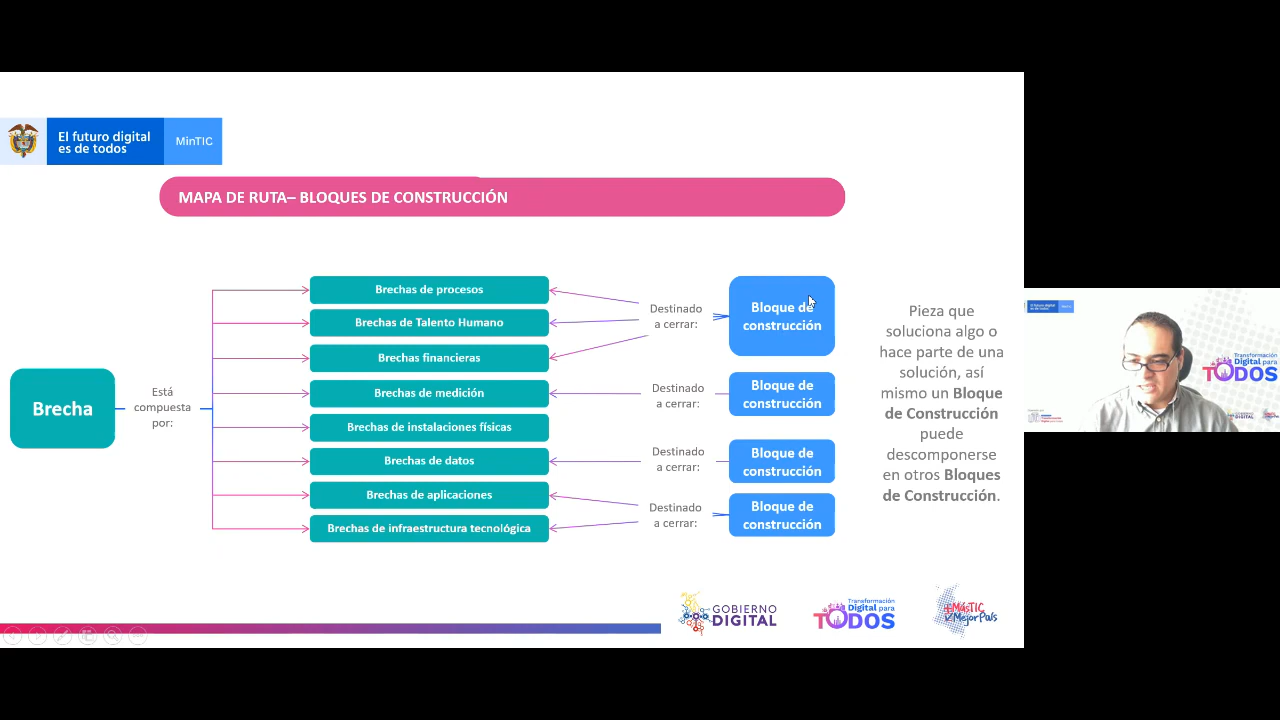 El futuro digital
es de todos
MinTIC
MAPA DE RUTA– BLOQUES DE CONSTRUCCIÓN
Brecha
Está
compuesta
por:
Brechas de procesos
Brechas de Talento Humano
Brechas financieras
Brechas de medición
Brechas de instalaciones físicas
Brechas de datos
Brechas de aplicaciones
Brechas de infraestructura tecnológica
Destinado
a cerrar:
Destinado
a cerrar:
Destinado
a cerrar:
Destinado
a cerrar:
Bloque de
construcción
Bloque de
construcción
Bloque de
construcción
Bloque de
construcción
Pieza que
soluciona algo o
hace parte de una
solución, así
mismo un Bloque
de Construcción
puede
descomponerse
en otros Bloques
de Construcción.
GOBIERNO
DIGITAL
Transformación
Digital para
TODOS
+MásTIC
+MejorPaís
Transformación
Digital para
TODOS